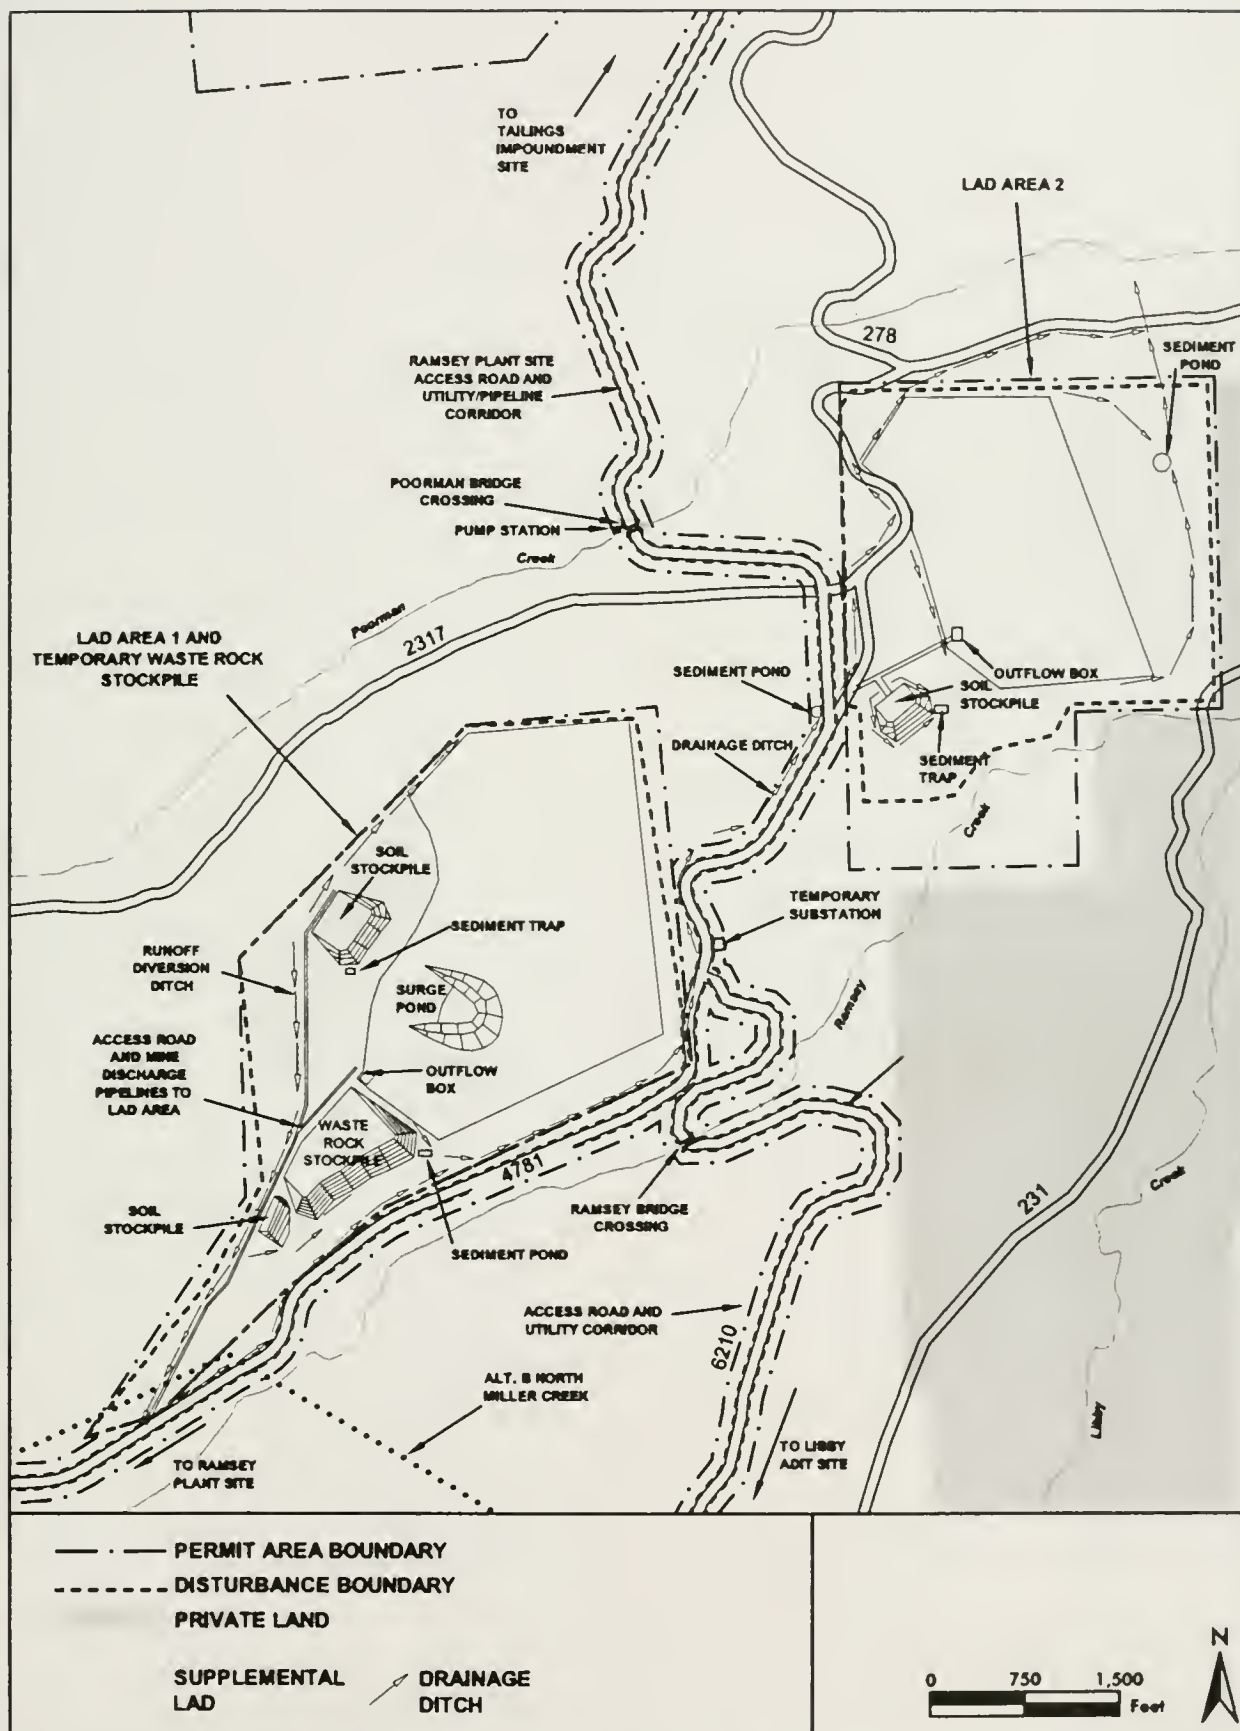 TO
TAILINGS
IMPOUNDMENT
SITE
LAD AREA 2
278
SEDIMENT
POND
RAMSEY PLANT SITE
ACCESS ROAD AND
UTILITY/PIPELINE
CORRIDOR
POORMAN BRIDGE
CROSSING
PUMP STATION
Creek
Poorman
2317
LAD AREA 1 AND
TEMPORARY WASTE ROCK
STOCKPILE
SEDIMENT POND
OUTFLOW BOX
SOIL
STOCKPILE
DRAINAGE DITCH
SEDIMENT
TRAP
Creek
SOIL
STOCKPILE
TEMPORARY
SUBSTATION
SEDIMENT TRAP
RUNOFF
DIVERSION
DITCH
SURGE
POND
Ramsey
ACCESS ROAD
AND MINE
DISCHARGE
PIPELINES TO
LAD AREA
OUTFLOW
BOX
WASTE
ROCK
STOCKPILE
4781
Creek
231
SOIL
STOCKPILE
RAMSEY BRIDGE
CROSSING
SEDIMENT POND
ACCESS ROAD AND
UTILITY CORRIDOR
6210
ALT. B NORTH
MILLER CREEK
Libby
TO RAMSEY
PLANT SITE
TO LIBBY
ADIT SITE
PERMIT AREA BOUNDARY
DISTURBANCE BOUNDARY
PRIVATE LAND
SUPPLEMENTAL
LAD
DRAINAGE
DITCH
N
0 750 1,500
Feet